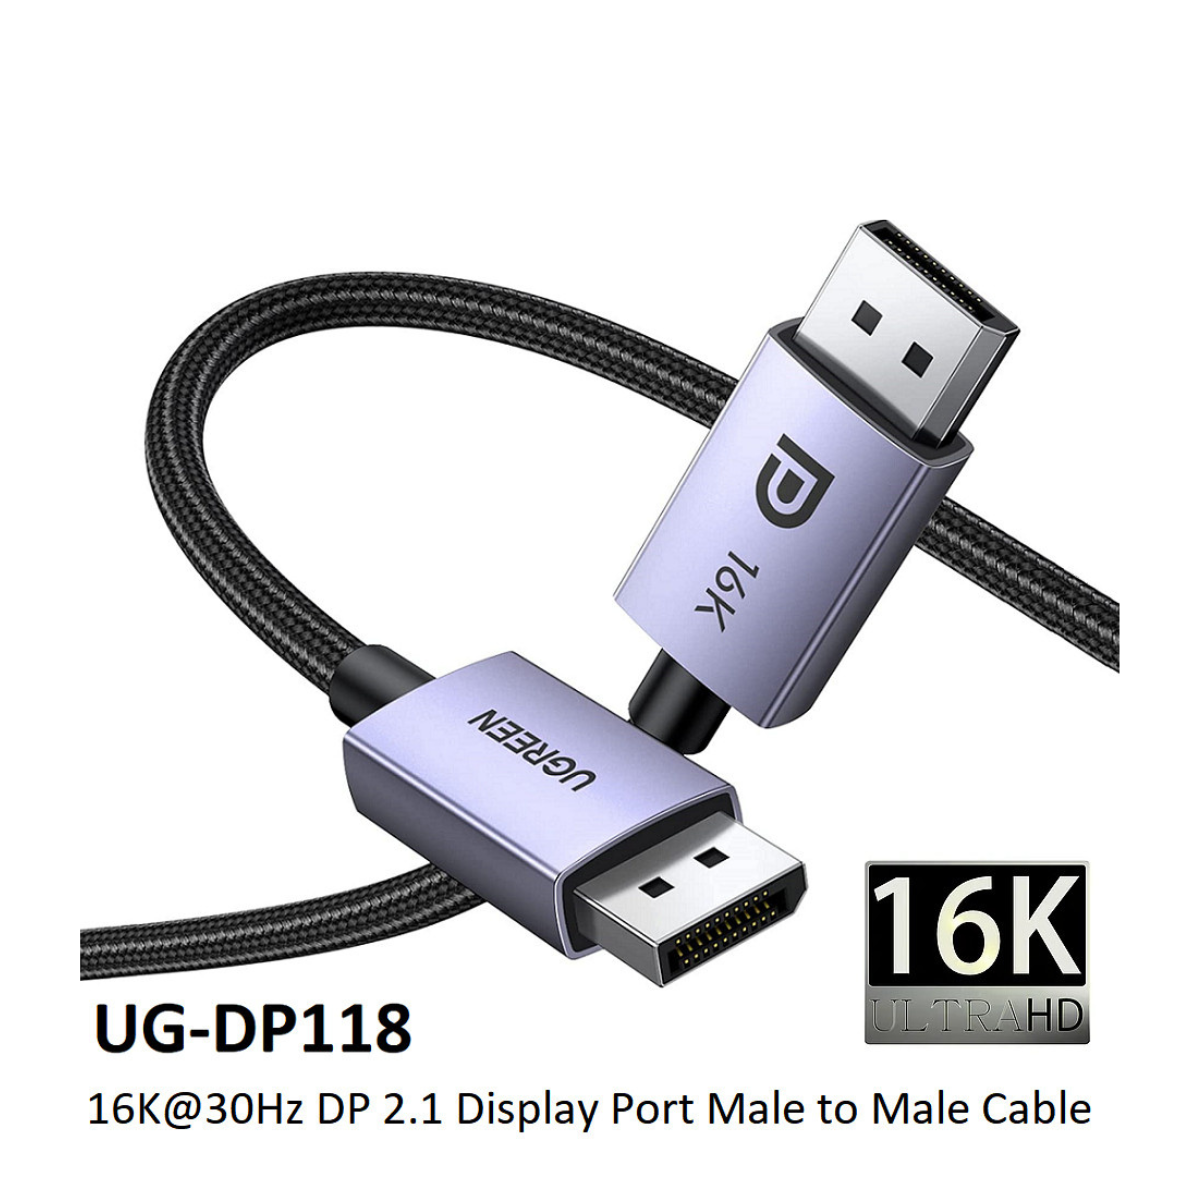 D
16K
UGREEN
16K
ULTRAHD
UG-DP118
16K@30Hz DP 2.1 Display Port Male to Male Cable